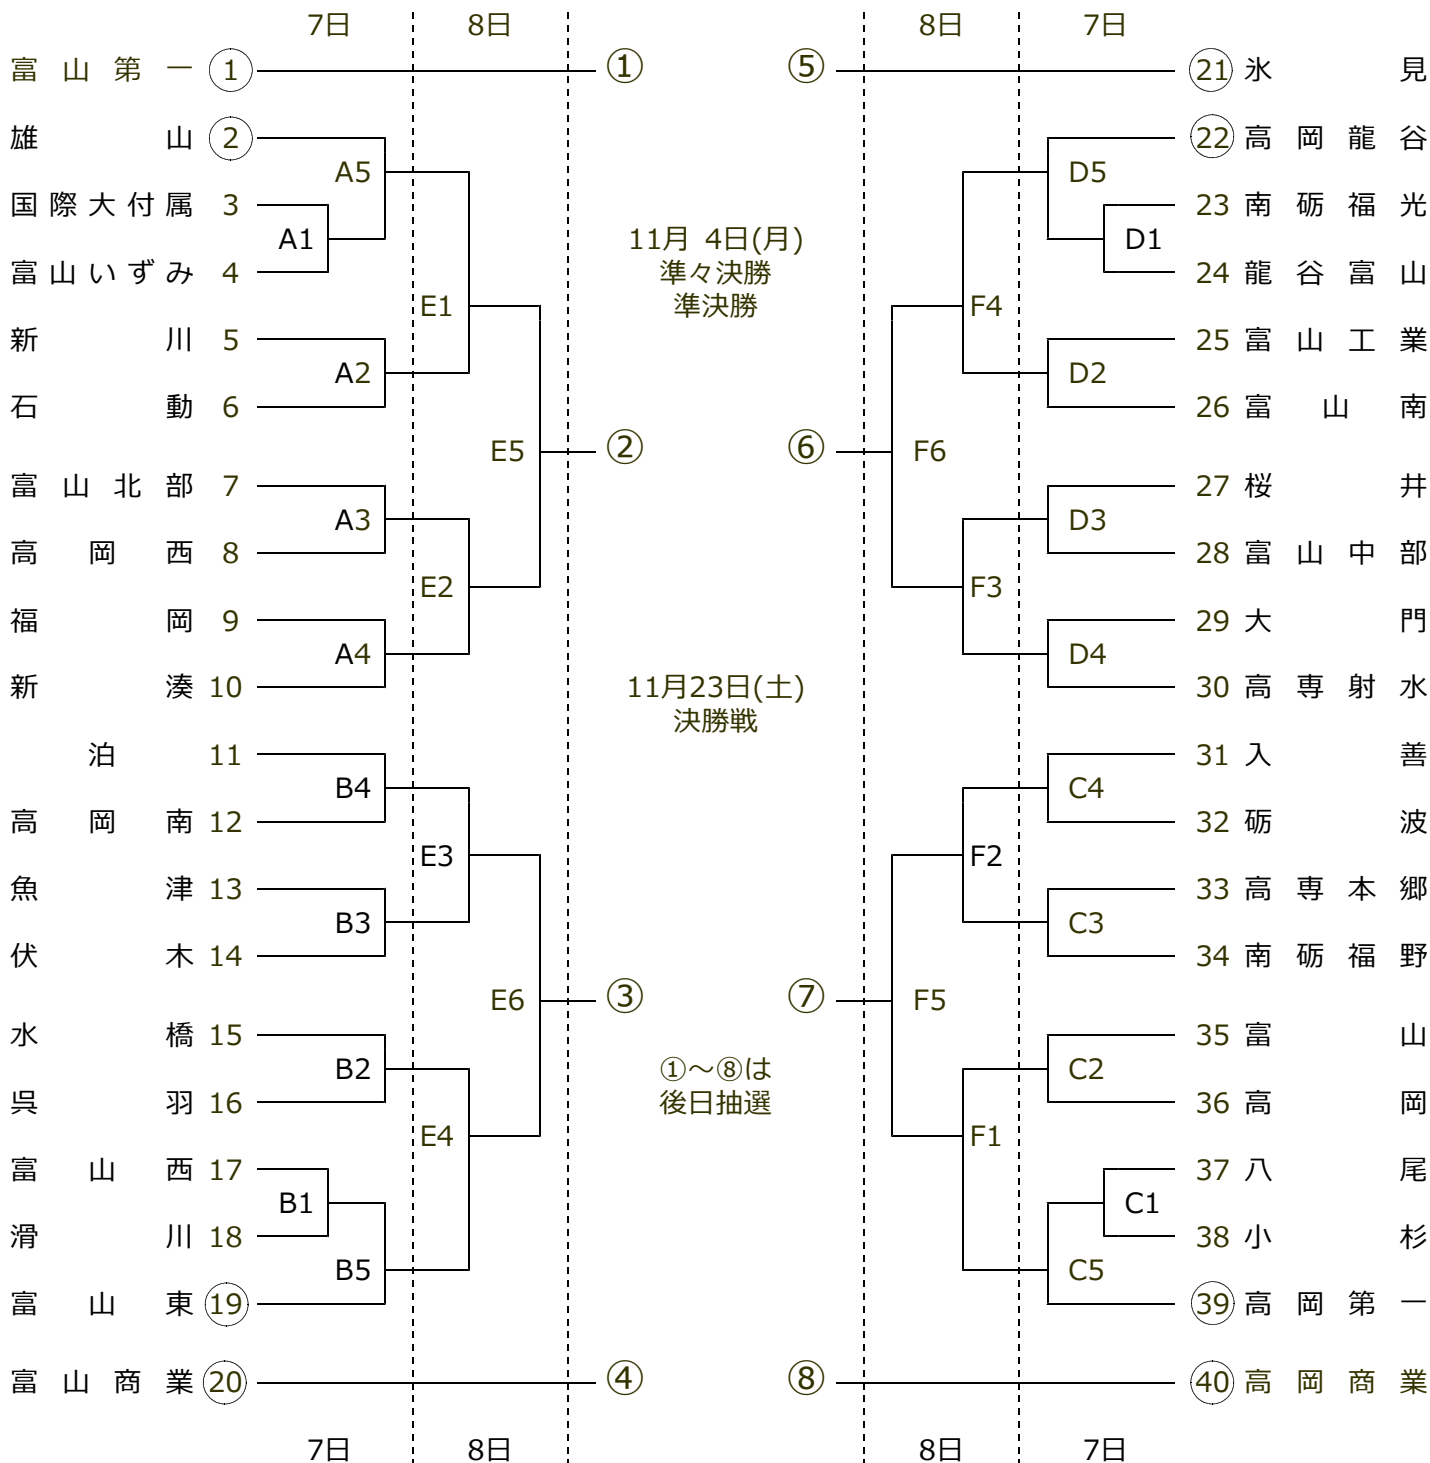 7日 8日 8日 7日
富山第一 1 ① ⑤ 21 氷見
雄山 2 22 高岡龍谷
A5 D5
国際大付属 3 23 南砺福光
A1 11月 4日(月) D1
富山いずみ 4 準々決勝 24 龍谷富山
E1 準決勝 F4
新川 5 25 富山工業
A2 D2
石動 6 26 富山南
E5 ② ⑥ F6
富山北部 7 27 桜井
A3 D3
高岡西 8 28 富山中部
E2 F3
福岡 9 29 大門
A4 D4
新湊 10 11月23日(土) 30 高専射水
決勝戦
泊 11 31 入善
B4 C4
高岡南 12 32 砺波
E3 F2
魚津 13 33 高専本郷
B3 C3
伏木 14 34 南砺福野
E6 ③ ⑦ F5
水橋 15 35 富山
B2 ①～⑧は C2
呉羽 16 後日抽選 36 高岡
E4 F1
富山西 17 37 八尾
B1 C1
滑川 18 38 小杉
B5 C5
富山東 19 39 高岡第一
富山商業 20 ④ ⑧ 40 高岡商業
7日 8日 8日 7日